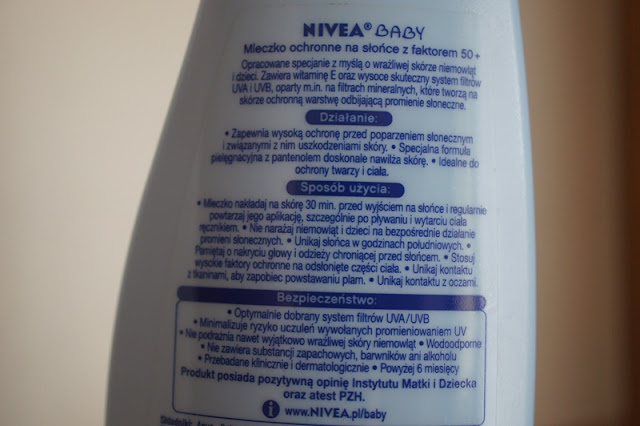 NIVEA® BABY
Mleczko ochronne na słońce z faktorem 50+
Opracowane specjanie z myślą o wrażliwej skórze niemowląt
i dzieci. Zawiera witaminę E oraz wysoce skuteczny system filtrów
UVA i UVB, oparty m.in. na filtrach mineralnych, które tworzą na
skórze ochronną warstwę odbijającą promienie słoneczne.
Działanie:
• Zapewnia wysoką ochronę przed poparzeniem słonecznym
i związanymi z nim uszkodzeniami skóry. • Specjalna formuła
pielęgnacyjna z pantenolem doskonale nawilża skórę. • Idealne do
ochrony twarzy i ciała.
Sposób użycia:
• Mleczko nakładaj na skórę 30 min. przed wyjściem na słońce i regularnie
powtarzaj jego aplikację, szczególnie po pływaniu i wytarciu ciała
ręcznikiem. • Nie narażaj niemowląt i dzieci na bezpośrednie działanie
promieni słonecznych. • Unikaj słońca w godzinach południowych. •
Pamiętaj o nakryciu głowy i odzieży chroniącej przed słońcem. • Stosuj
wysokie faktory ochronne na odsłonięte części ciała. • Unikaj kontaktu
z tkaninami, aby zapobiec powstawaniu plam. • Unikaj kontaktu z oczami.
Bezpieczeństwo:
• Optymalnie dobrany system filtrów UVA/UVB
• Minimalizuje ryzyko uczuleń wywołanych promieniowaniem UV
• Nie podrażnia nawet wyjątkowo wrażliwej skóry niemowląt • Wodoodporne
• Nie zawiera substancji zapachowych, barwników ani alkoholu
• Przebadane klinicznie i dermatologicznie • Powyżej 6 miesięcy
Produkt posiada pozytywną opinię Instytutu Matki i Dziecka
oraz atest PZH.
i www.NIVEA.pl/baby